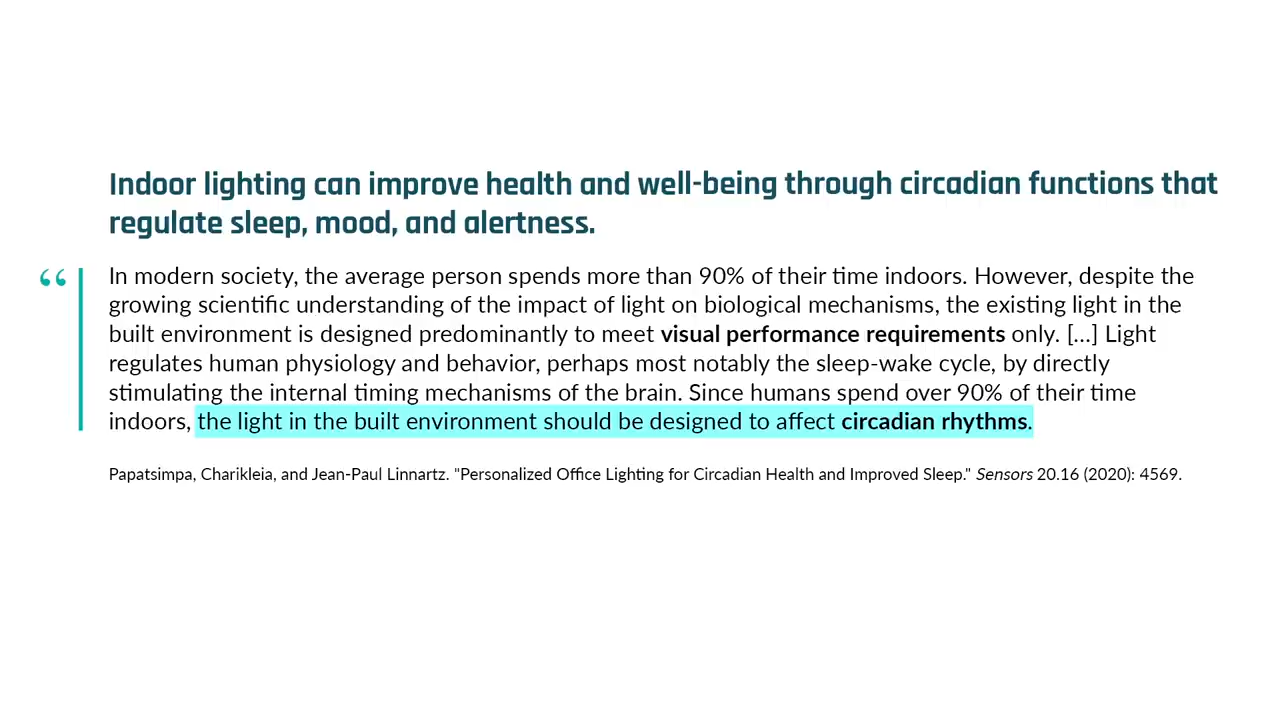 Indoor lighting can improve health and well-being through circadian functions that
regulate sleep, mood, and alertness.
“
In modern society, the average person spends more than 90% of their time indoors. However, despite the
growing scientific understanding of the impact of light on biological mechanisms, the existing light in the
built environment is designed predominantly to meet visual performance requirements only. [...] Light
regulates human physiology and behavior, perhaps most notably the sleep-wake cycle, by directly
stimulating the internal timing mechanisms of the brain. Since humans spend over 90% of their time
indoors, the light in the built environment should be designed to affect circadian rhythms.
Papatsimpa, Charikleia, and Jean-Paul Linnartz. "Personalized Office Lighting for Circadian Health and Improved Sleep." Sensors 20.16 (2020): 4569.